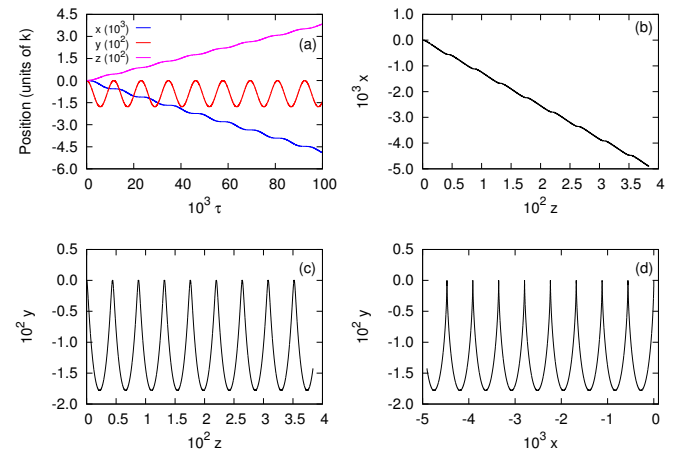 4.5
3.0
1.5
0.0
-1.5
-3.0
-4.5
-6.0
Position (units of k)
x (10³)
y (10²)
z (10²)
(a)
0 20 40 60 80 100
10³ τ
1.0
0.0
-1.0
-2.0
-3.0
-4.0
-5.0
10³ x
(b)
0 0.5 1 1.5 2 2.5 3 3.5 4
10² z
0.5
0.0
-0.5
-1.0
-1.5
-2.0
10² y
(c)
0 0.5 1 1.5 2 2.5 3 3.5 4
10² z
0.5
0.0
-0.5
-1.0
-1.5
-2.0
10² y
(d)
-5 -4 -3 -2 -1 0
10³ x